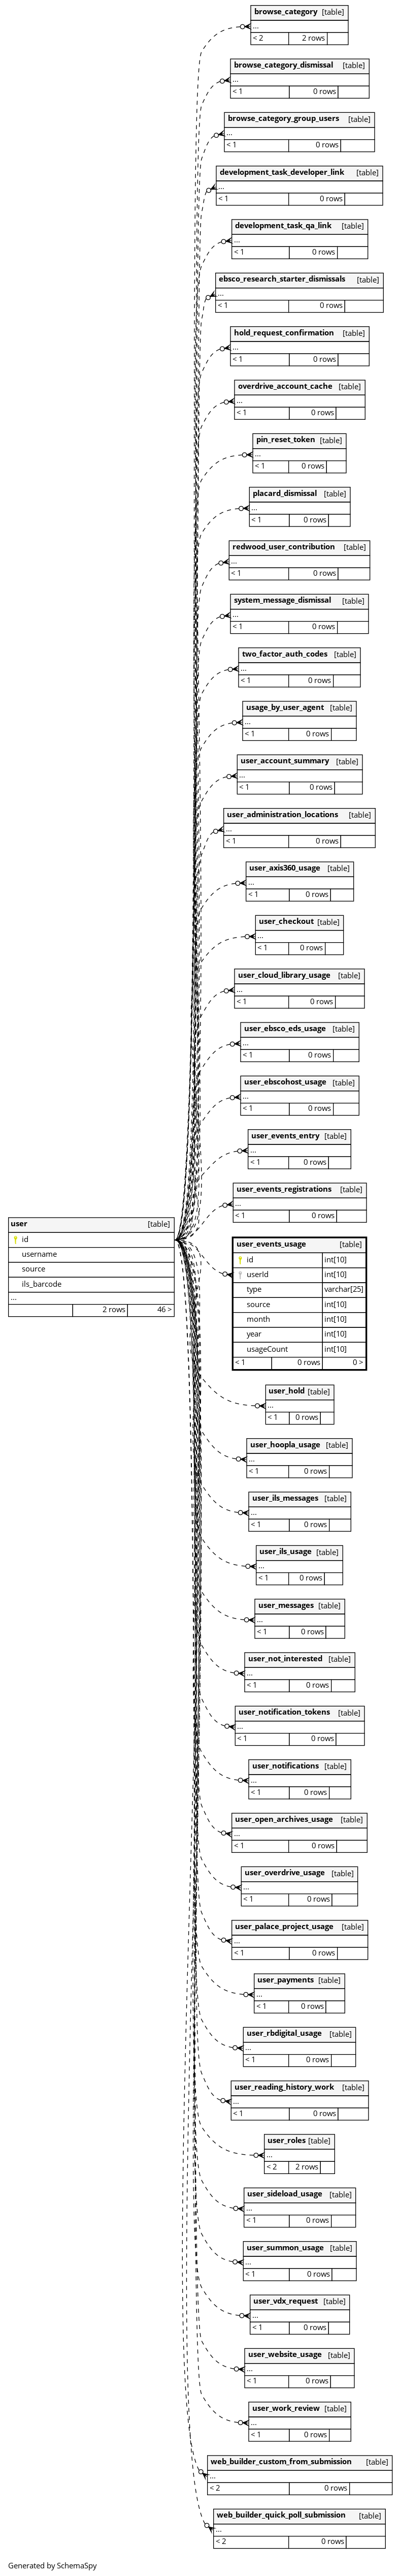 browse_category [table]
...
< 2 2 rows
browse_category_dismissal [table]
...
< 1 0 rows
browse_category_group_users [table]
...
< 1 0 rows
development_task_developer_link [table]
...
< 1 0 rows
development_task_qa_link [table]
...
< 1 0 rows
ebsco_research_starter_dismissals [table]
...
< 1 0 rows
hold_request_confirmation [table]
...
< 1 0 rows
overdrive_account_cache [table]
...
< 1 0 rows
pin_reset_token [table]
...
< 1 0 rows
placard_dismissal [table]
...
< 1 0 rows
redwood_user_contribution [table]
...
< 1 0 rows
system_message_dismissal [table]
...
< 1 0 rows
two_factor_auth_codes [table]
...
< 1 0 rows
usage_by_user_agent [table]
...
< 1 0 rows
user_account_summary [table]
...
< 1 0 rows
user_administration_locations [table]
...
< 1 0 rows
user_axis360_usage [table]
...
< 1 0 rows
user_checkout [table]
...
< 1 0 rows
user_cloud_library_usage [table]
...
< 1 0 rows
user_ebsco_eds_usage [table]
...
< 1 0 rows
user_ebscohost_usage [table]
...
< 1 0 rows
user_events_entry [table]
...
< 1 0 rows
user_events_registrations [table]
...
< 1 0 rows
user [table]
id
username
source
ils_barcode
...
2 rows 46 >
user_events_usage [table]
id int[10]
userId int[10]
type varchar[25]
source int[10]
month int[10]
year int[10]
usageCount int[10]
< 1 0 rows 0 >
user_hold [table]
...
< 1 0 rows
user_hoopla_usage [table]
...
< 1 0 rows
user_ils_messages [table]
...
< 1 0 rows
user_ils_usage [table]
...
< 1 0 rows
user_messages [table]
...
< 1 0 rows
user_not_interested [table]
...
< 1 0 rows
user_notification_tokens [table]
...
< 1 0 rows
user_notifications [table]
...
< 1 0 rows
user_open_archives_usage [table]
...
< 1 0 rows
user_overdrive_usage [table]
...
< 1 0 rows
user_palace_project_usage [table]
...
< 1 0 rows
user_payments [table]
...
< 1 0 rows
user_rbdigital_usage [table]
...
< 1 0 rows
user_reading_history_work [table]
...
< 1 0 rows
user_roles [table]
...
< 2 2 rows
user_sideload_usage [table]
...
< 1 0 rows
user_summon_usage [table]
...
< 1 0 rows
user_vdx_request [table]
...
< 1 0 rows
user_website_usage [table]
...
< 1 0 rows
user_work_review [table]
...
< 1 0 rows
web_builder_custom_from_submission [table]
...
< 2 0 rows
web_builder_quick_poll_submission [table]
...
< 2 0 rows
Generated by SchemaSpy